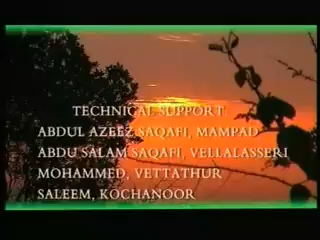 TECHNICAL SUPPORT
ABDUL AZEEZ SAQAFI, MAMPAD
ABDU SALAM SAQAFI, VELLALASSERI
MOHAMMED, VETTATHUR
SALEEM, KOCHANOOR